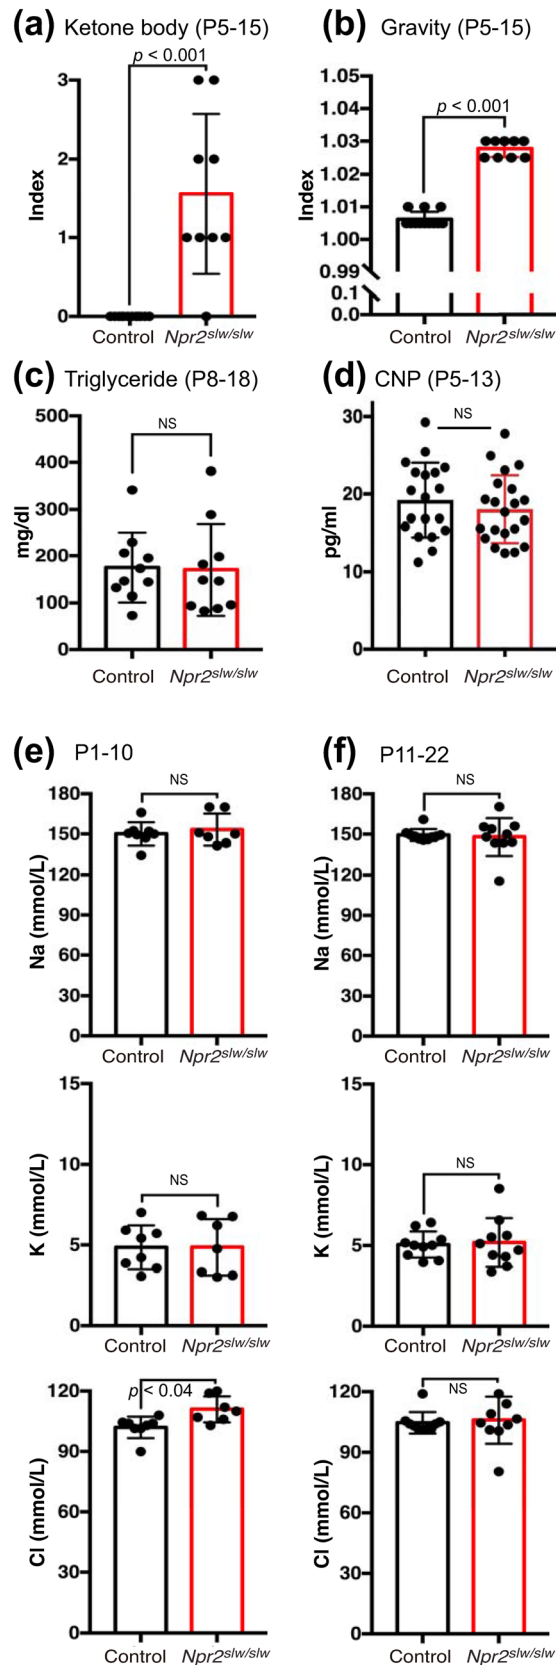 (a) Ketone body (P5-15)
p < 0.001
3
2
1
0
Index
Control Npr2slw/slw
(b) Gravity (P5-15)
1.05
1.04
1.03
1.02
1.01
1.00
0.99
0.1
0.0
p < 0.001
Index
Control Npr2slw/slw
(c) Triglyceride (P8-18)
500
400
300
200
100
0
NS
mg/dl
Control Npr2slw/slw
(d) CNP (P5-13)
30
20
10
0
NS
pg/ml
Control Npr2slw/slw
(e) P1-10
NS
180
150
120
90
60
30
0
Na (mmol/L)
Control Npr2slw/slw
15
10
5
0
NS
K (mmol/L)
Control Npr2slw/slw
120
90
60
30
0
p < 0.04
Cl (mmol/L)
Control Npr2slw/slw
(f) P11-22
NS
180
150
120
90
60
30
0
Na (mmol/L)
Control Npr2slw/slw
15
10
5
0
NS
K (mmol/L)
Control Npr2slw/slw
120
90
60
30
0
NS
Cl (mmol/L)
Control Npr2slw/slw